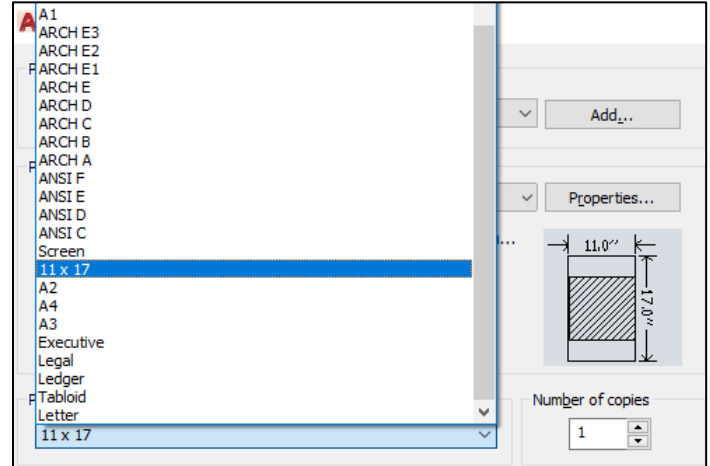 A1
ARCH E3
ARCH E2
ARCH E1
ARCH E
ARCH D
ARCH C
ARCH B
ARCH A
ANSI F
ANSI E
ANSI D
ANSI C
Screen
11 x 17
A2
A4
A3
Executive
Legal
Ledger
Tabloid
Letter
11 x 17
Add...
Properties...
11.0''
17.0''
Number of copies
1